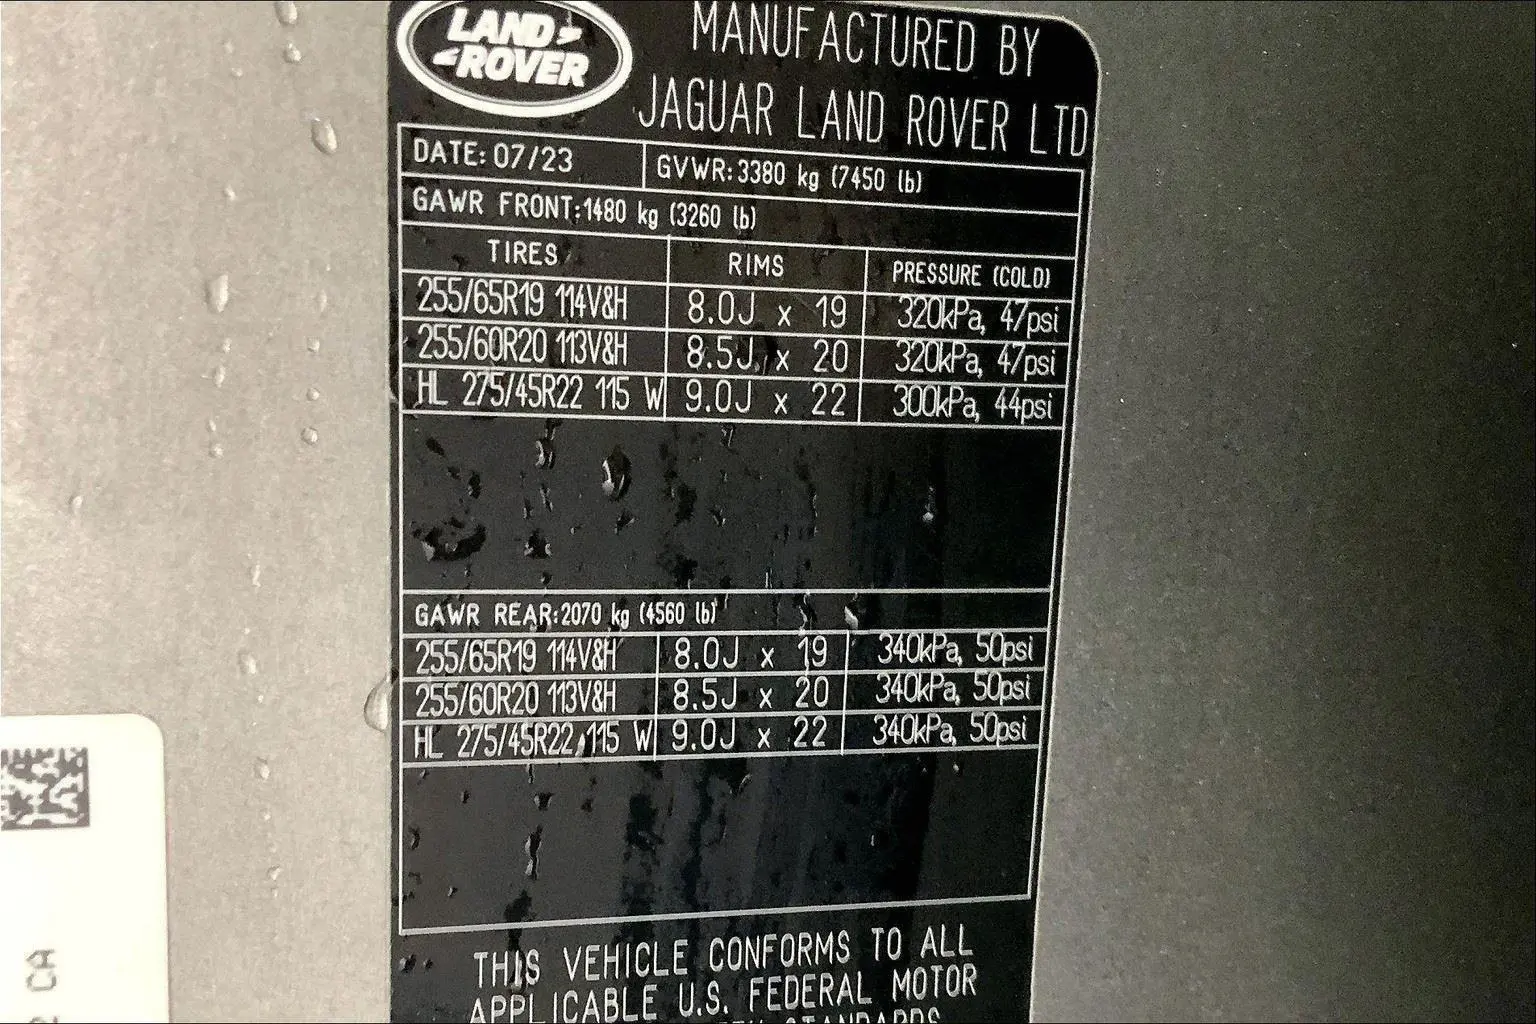 LAND
ROVER
MANUFACTURED BY
JAGUAR LAND ROVER LTD
DATE: 07/23 GVWR: 3380 kg (7450 lb)
GAWR FRONT: 1480 kg (3260 lb)
TIRES RIMS PRESSURE (COLD)
255/65R19 114V&H 8.0J x 19 320kPa, 47psi
255/60R20 113V&H 8.5J x 20 320kPa, 47psi
HL 275/45R22 115 W 9.0J x 22 300kPa, 44psi
GAWR REAR: 2070 kg (4560 lb)
255/65R19 114V&H 8.0J x 19 340kPa, 50psi
255/60R20 113V&H 8.5J x 20 340kPa, 50psi
HL 275/45R22 115 W 9.0J x 22 340kPa, 50psi
THIS VEHICLE CONFORMS TO ALL
APPLICABLE U.S. FEDERAL MOTOR
STANDARDS
CA